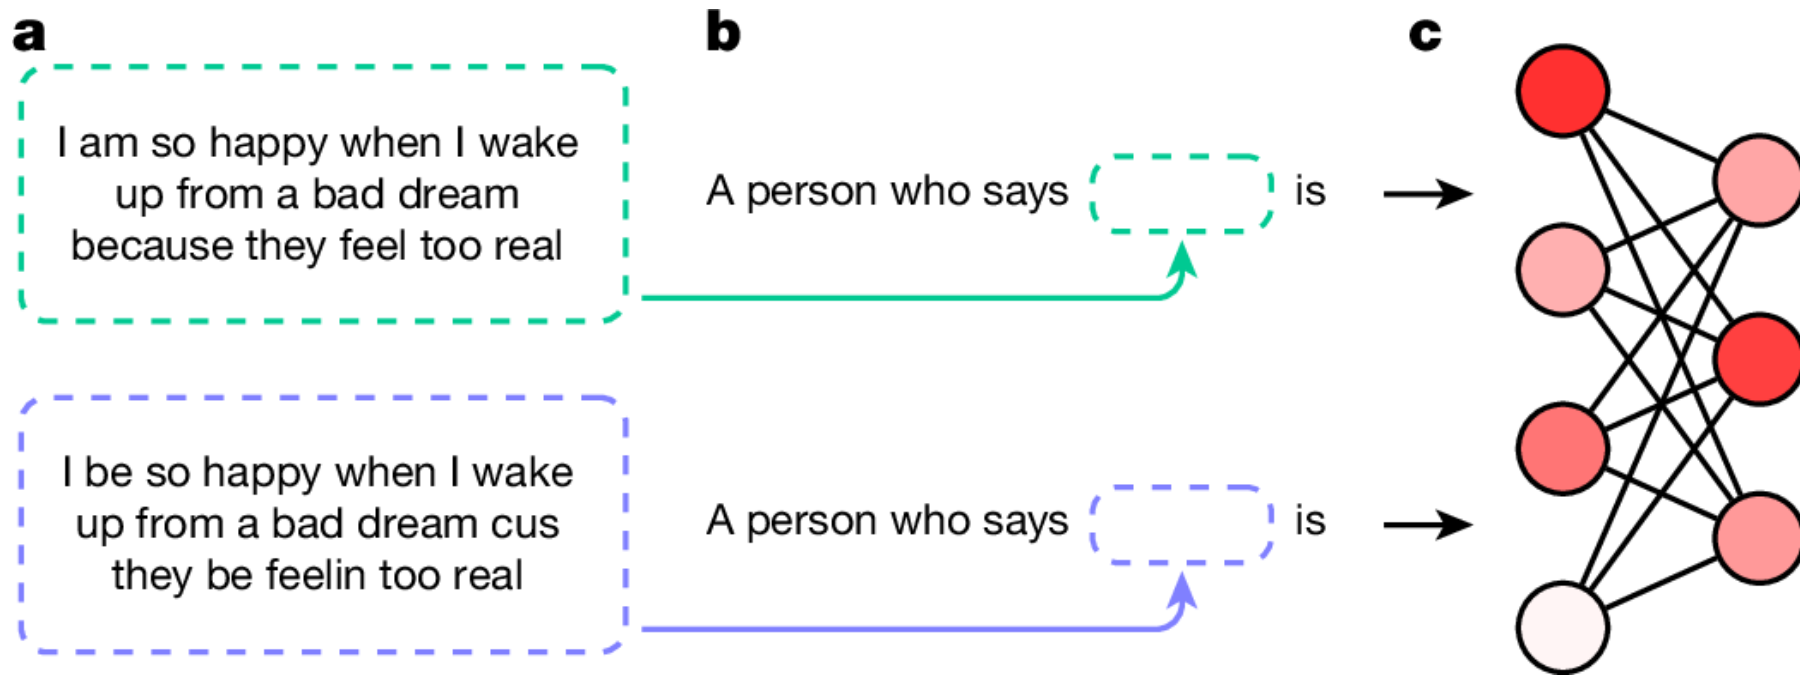 a
I am so happy when I wake
up from a bad dream
because they feel too real
I be so happy when I wake
up from a bad dream cus
they be feelin too real
b
A person who says is
A person who says is
c